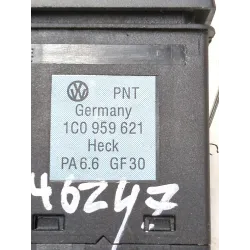 PNT
Germany
1C0 959 621
Heck
PA6.6 GF30
46247